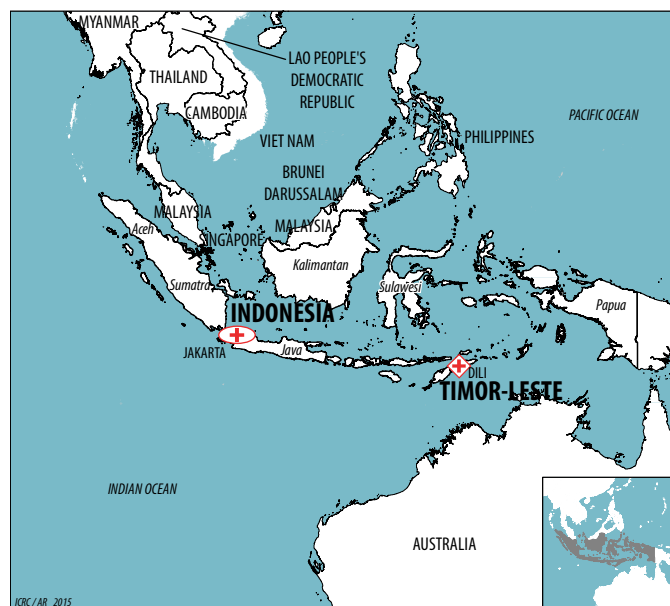 MYANMAR
LAO PEOPLE'S
DEMOCRATIC
REPUBLIC
THAILAND
CAMBODIA
PACIFIC OCEAN
VIET NAM
PHILIPPINES
BRUNEI
DARUSSALAM
MALAYSIA
MALAYSIA
Aceh
SINGAPORE
Kalimantan
Sumatra
Sulawesi
Papua
INDONESIA
JAKARTA
Java
DILI
TIMOR-LESTE
INDIAN OCEAN
AUSTRALIA
ICRC / AR 2015